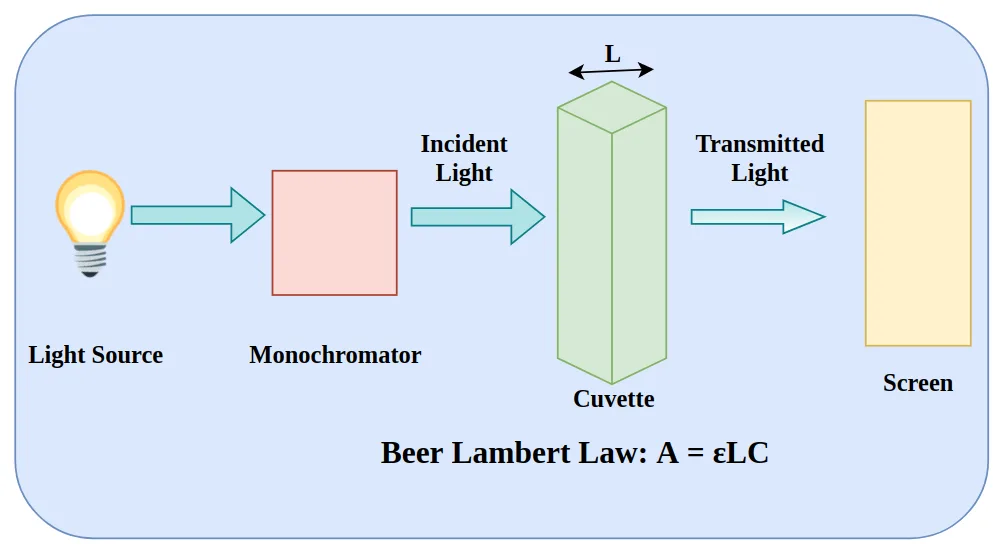 L
Incident
Light
Transmitted
Light
Light Source
Monochromator
Screen
Cuvette
Beer Lambert Law: A = εLC